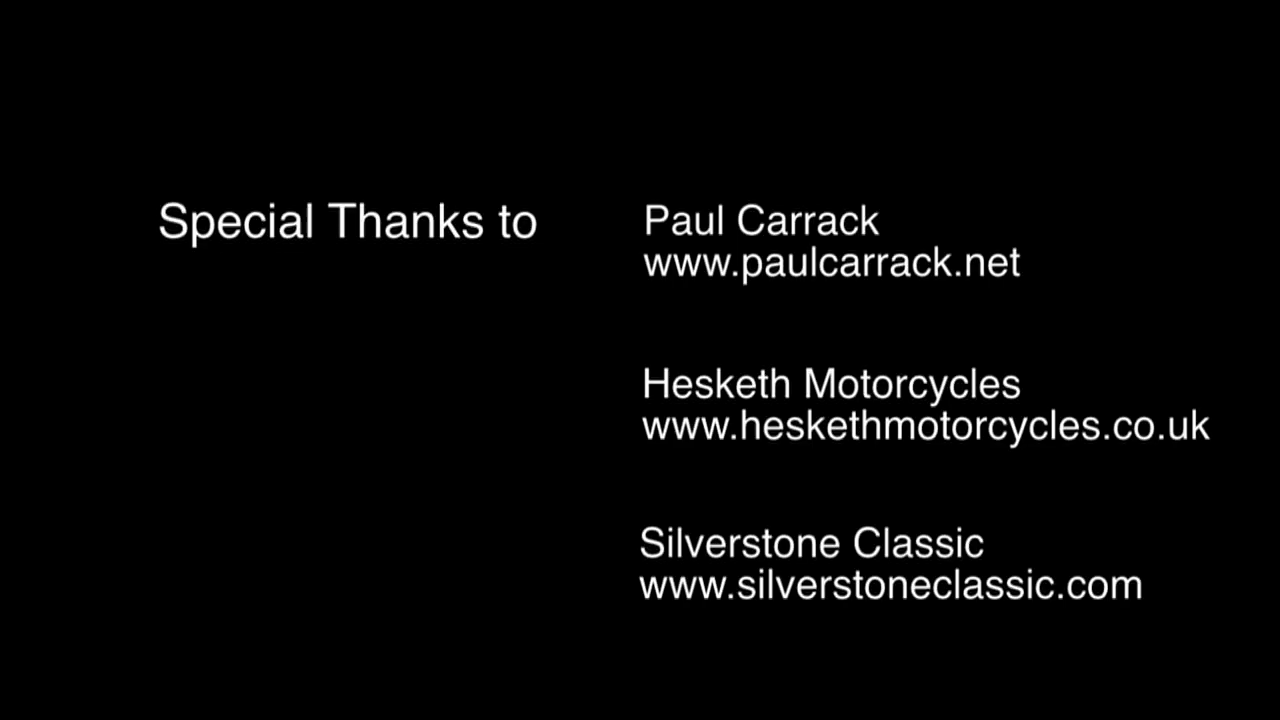 Special Thanks to
Paul Carrack
www.paulcarrack.net
Hesketh Motorcycles
www.heskethmotorcycles.co.uk
Silverstone Classic
www.silverstoneclassic.com